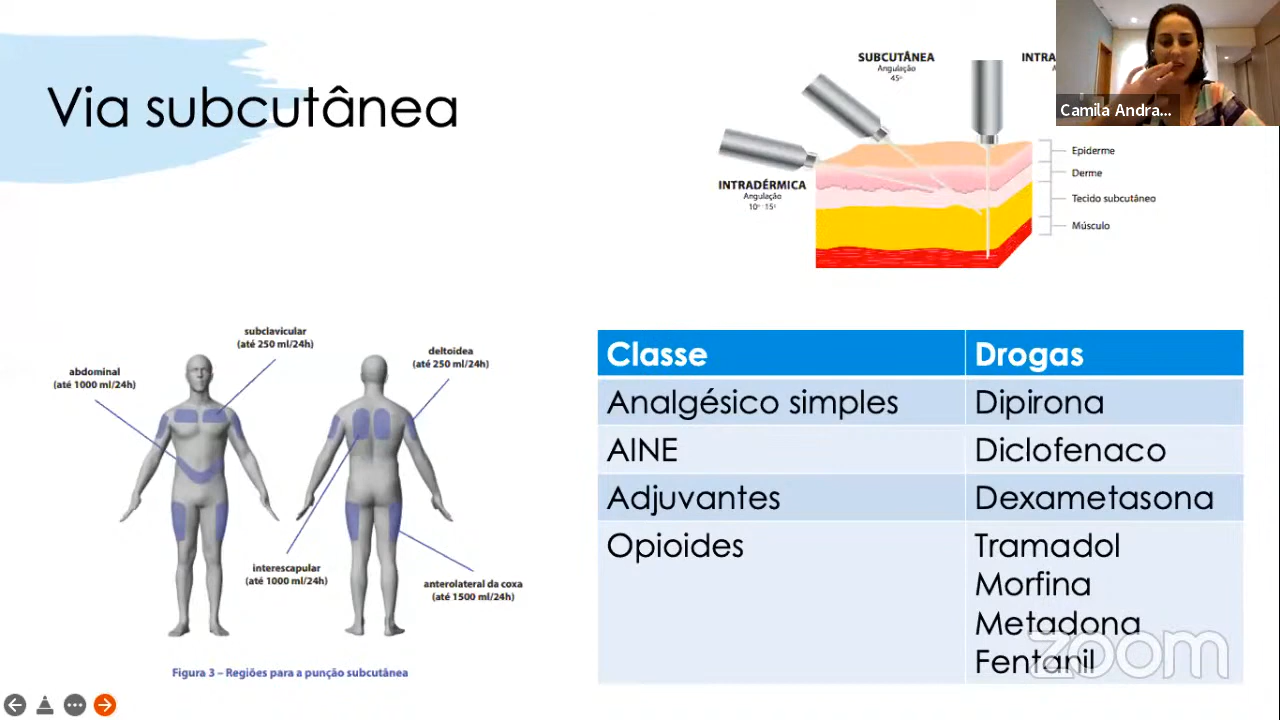 Via subcutânea
SUBCUTÂNEA
Angulação
45º
INTRA
Camila Andra...
INTRADÉRMICA
Angulação
10º 15º
Epiderme
Derme
Tecido subcutâneo
Músculo
subclavicular
(até 250 ml/24h)
deltoidea
(até 250 ml/24h)
abdominal
(até 1000 ml/24h)
interescapular
(até 1000 ml/24h)
anterolateral da coxa
(até 1500 ml/24h)
Figura 3 – Regiões para a punção subcutânea
Classe Drogas
Analgésico simples Dipirona
AINE Diclofenaco
Adjuvantes Dexametasona
Opioides Tramadol
Morfina
Metadona
Fentanil
zoom